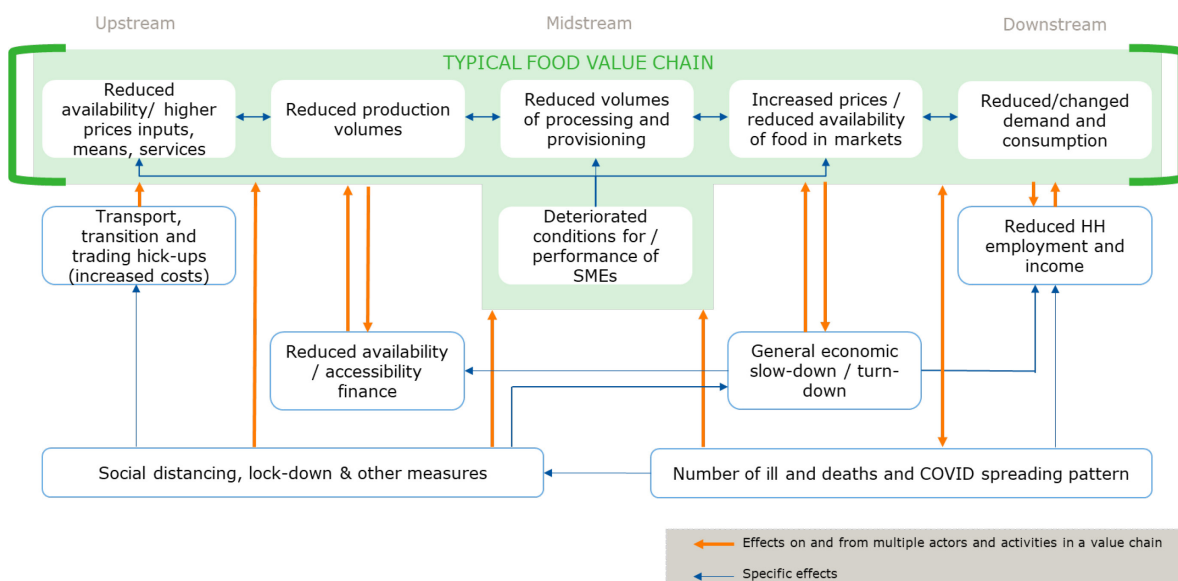 Upstream
Midstream
Downstream
TYPICAL FOOD VALUE CHAIN
Reduced
availability/ higher
prices inputs,
means, services
Reduced production
volumes
Reduced volumes
of processing and
provisioning
Increased prices /
reduced availability
of food in markets
Reduced/changed
demand and
consumption
Transport,
transition and
trading hick-ups
(increased costs)
Deteriorated
conditions for /
performance of
SMEs
Reduced HH
employment and
income
Reduced availability
/ accessibility
finance
General economic
slow-down / turn-
down
Social distancing, lock-down & other measures
Number of ill and deaths and COVID spreading pattern
Effects on and from multiple actors and activities in a value chain
Specific effects